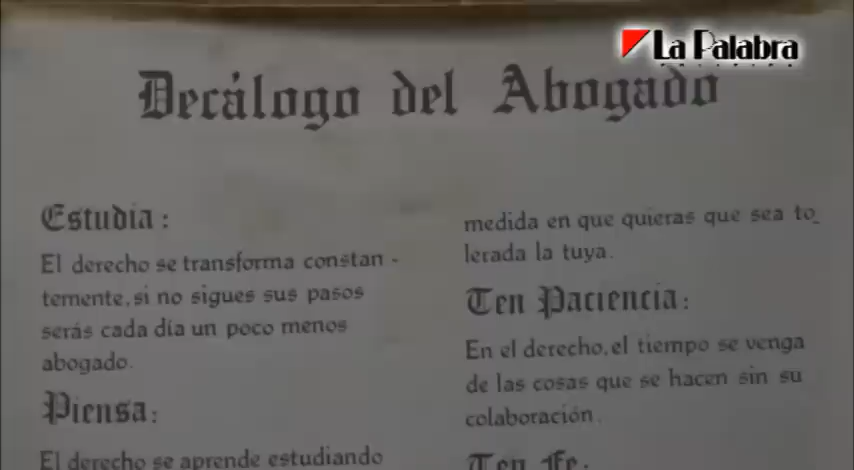 La Palabra
Decálogo del Abogado
Estudia:
El derecho se transforma constan-
temente, si no sigues sus pasos
serás cada día un poco menos
abogado.
Piensa:
El derecho se aprende estudiando
medida en que quieras que sea to_
lerada la tuya.
Ten Paciencia:
En el derecho, el tiempo se venga
de las cosas que se hacen sin su
colaboración.
Ten Fe: